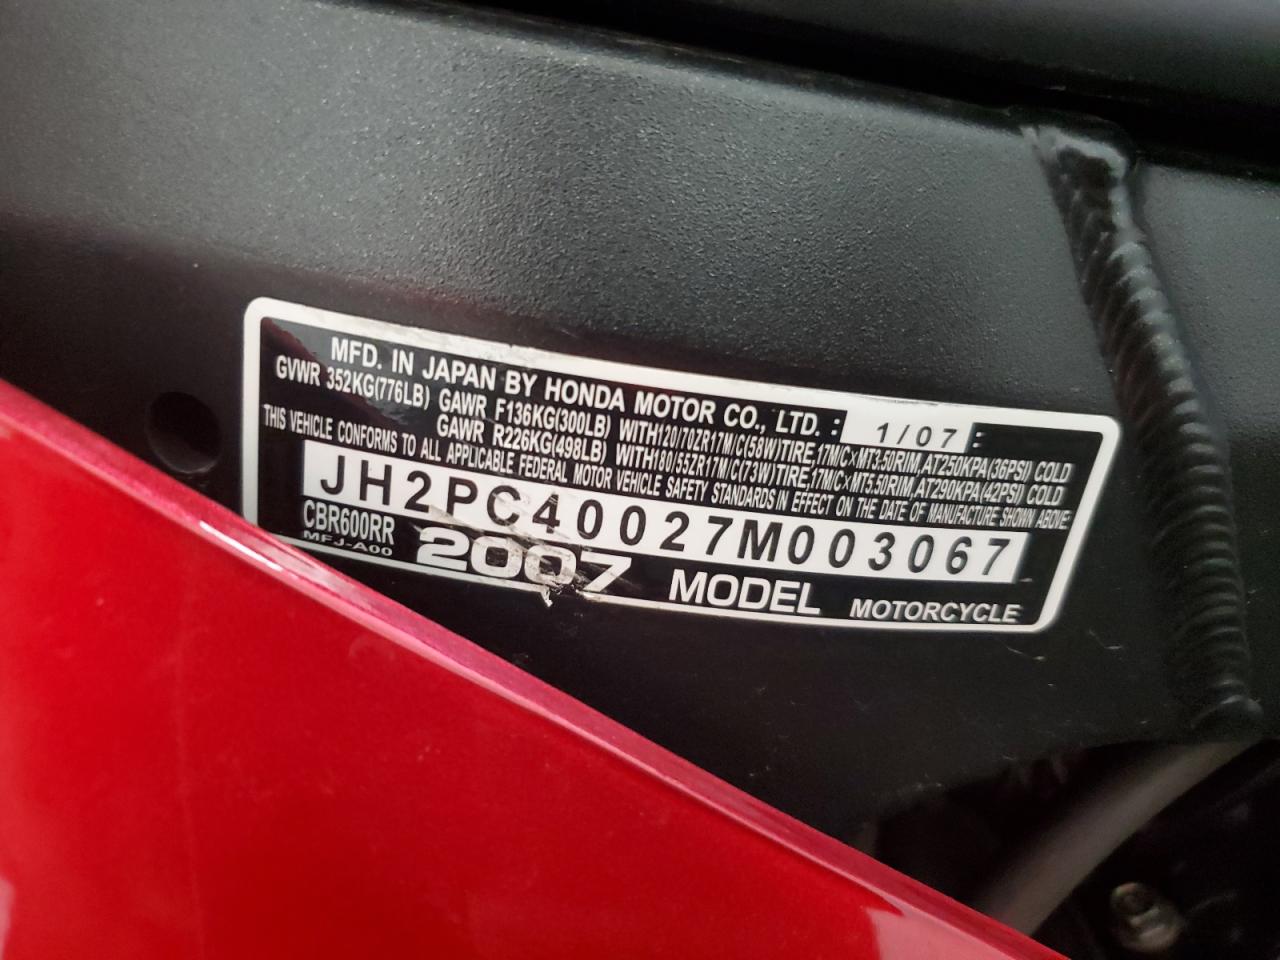 MFD. IN JAPAN BY HONDA MOTOR CO., LTD. : 1/07 :
GVWR 352KG(776LB) GAWR F136KG(300LB) WITH120/70ZR17M/C(58W)TIRE,17M/C×MT3.50RIM,AT250KPA(36PSI) COLD
GAWR R226KG(498LB) WITH180/55ZR17M/C(73W)TIRE,17M/C×MT5.50RIM,AT290KPA(42PSI) COLD
THIS VEHICLE CONFORMS TO ALL APPLICABLE FEDERAL MOTOR VEHICLE SAFETY STANDARDS IN EFFECT ON THE DATE OF MANUFACTURE SHOWN ABOVE
JH2PC40027M003067
CBR600RR
MFJ-A00
2007 MODEL MOTORCYCLE